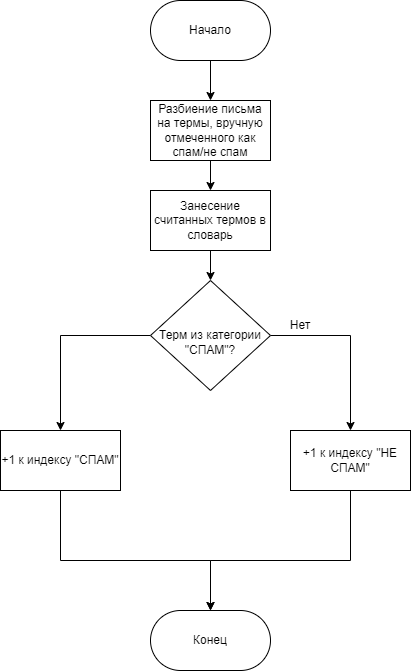 Начало
Разбиение письма
на термы, вручную
отмеченного как
спам/не спам
Занесение
считанных термов в
словарь
Терм из категории
"СПАМ"?
Нет
+1 к индексу "СПАМ"
+1 к индексу "НЕ
СПАМ"
Конец